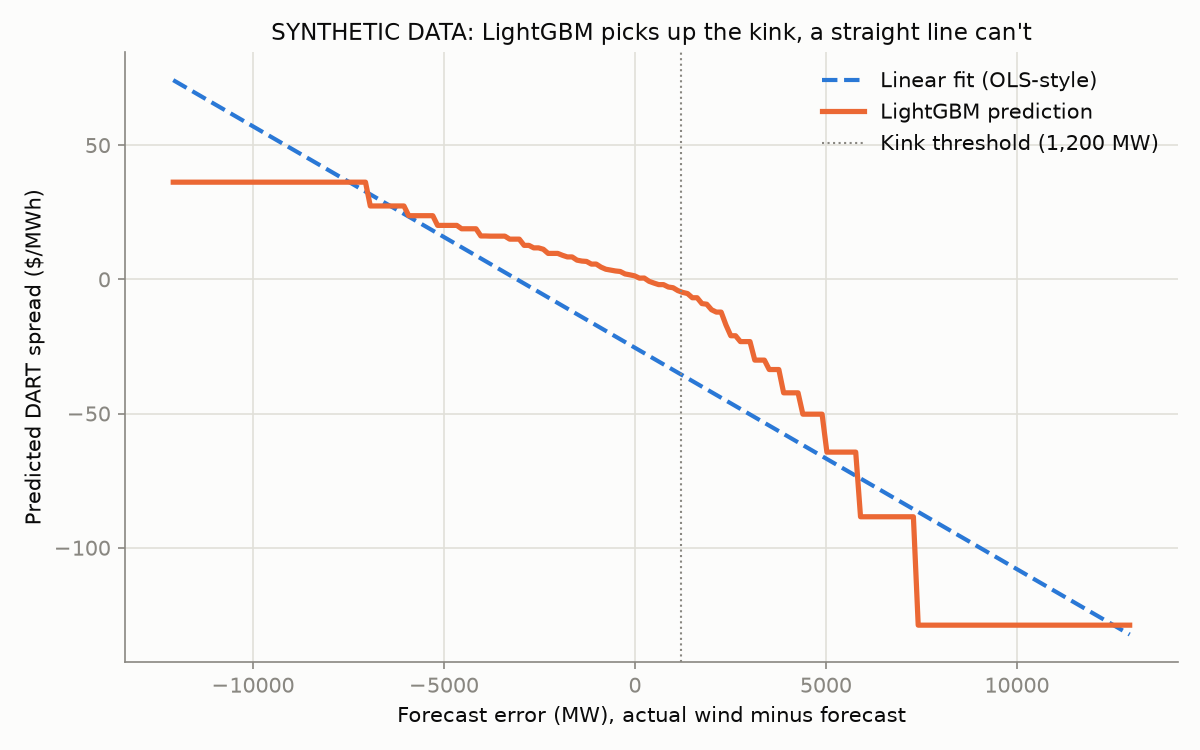 SYNTHETIC DATA: LightGBM picks up the kink, a straight line can't
Linear fit (OLS-style)
LightGBM prediction
Kink threshold (1,200 MW)
Predicted DART spread ($/MWh)
50
0
−50
−100
−10000
−5000
0
5000
10000
Forecast error (MW), actual wind minus forecast